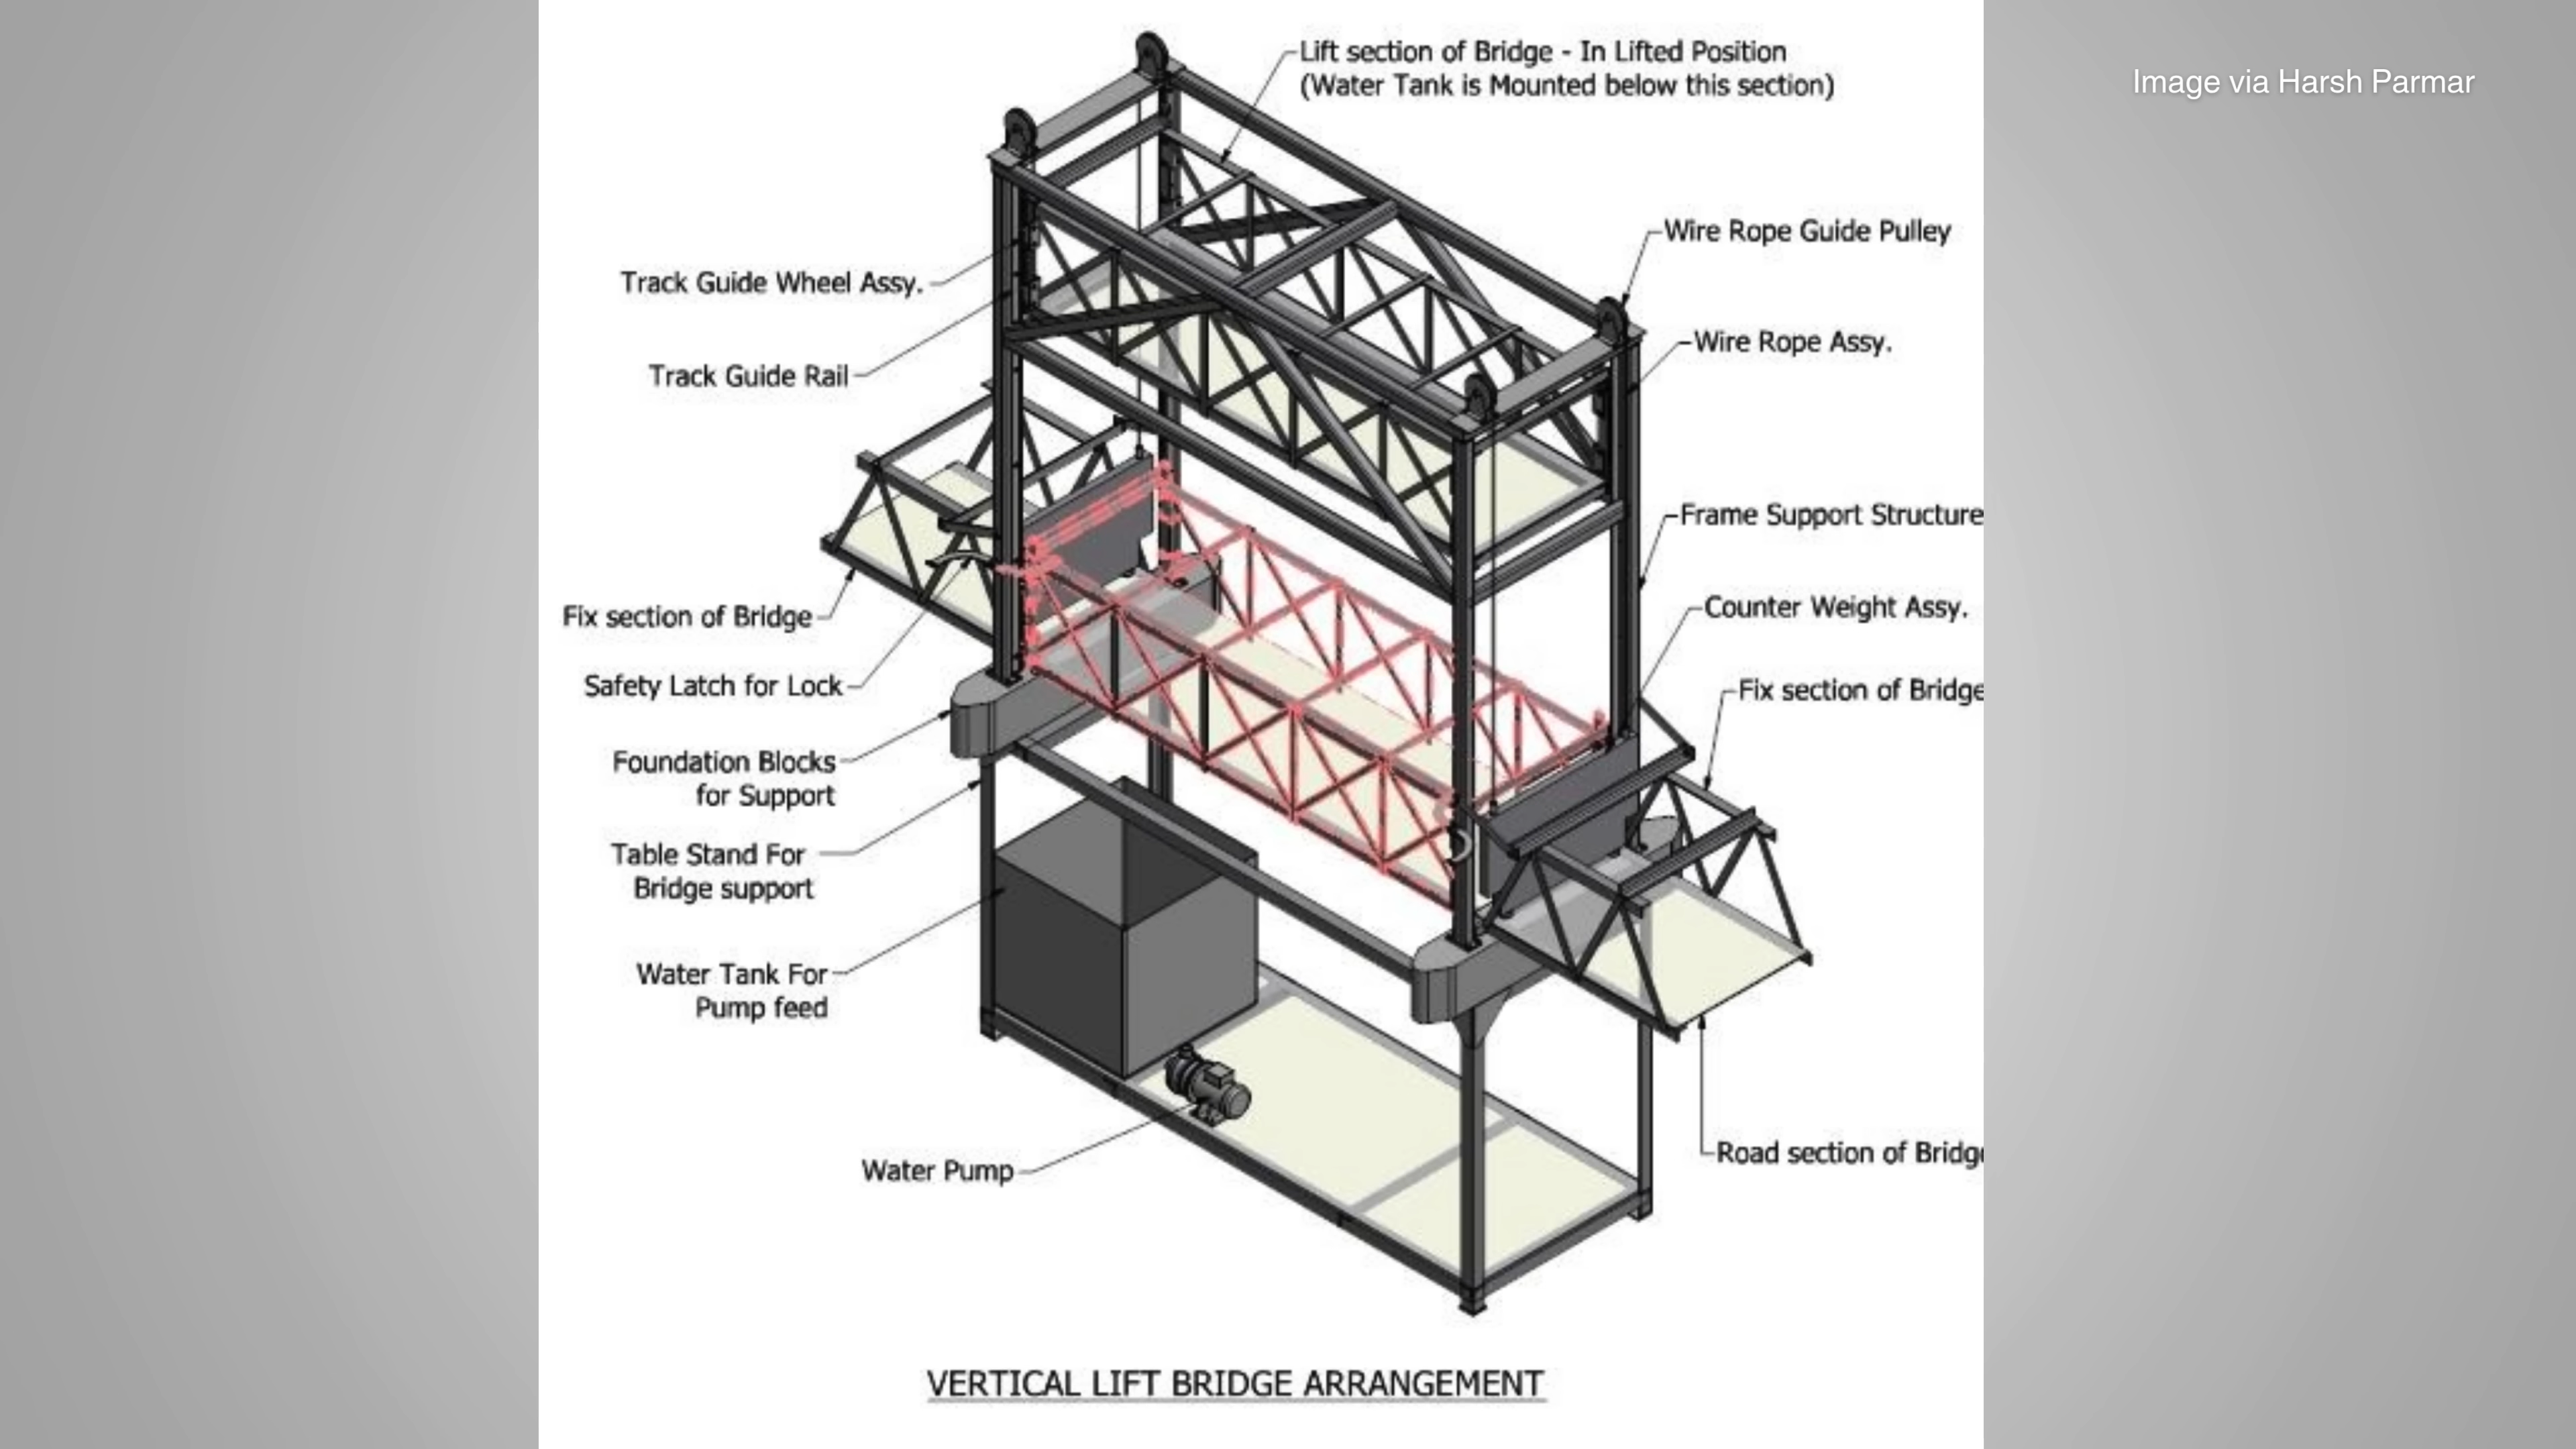 Image via Harsh Parmar
Lift section of Bridge - In Lifted Position
(Water Tank is Mounted below this section)
Wire Rope Guide Pulley
Track Guide Wheel Assy.
Wire Rope Assy.
Track Guide Rail
Frame Support Structure
Fix section of Bridge
Counter Weight Assy.
Safety Latch for Lock
Fix section of Bridge
Foundation Blocks
for Support
Table Stand For
Bridge support
Water Tank For
Pump feed
Water Pump
Road section of Bridg
VERTICAL LIFT BRIDGE ARRANGEMENT